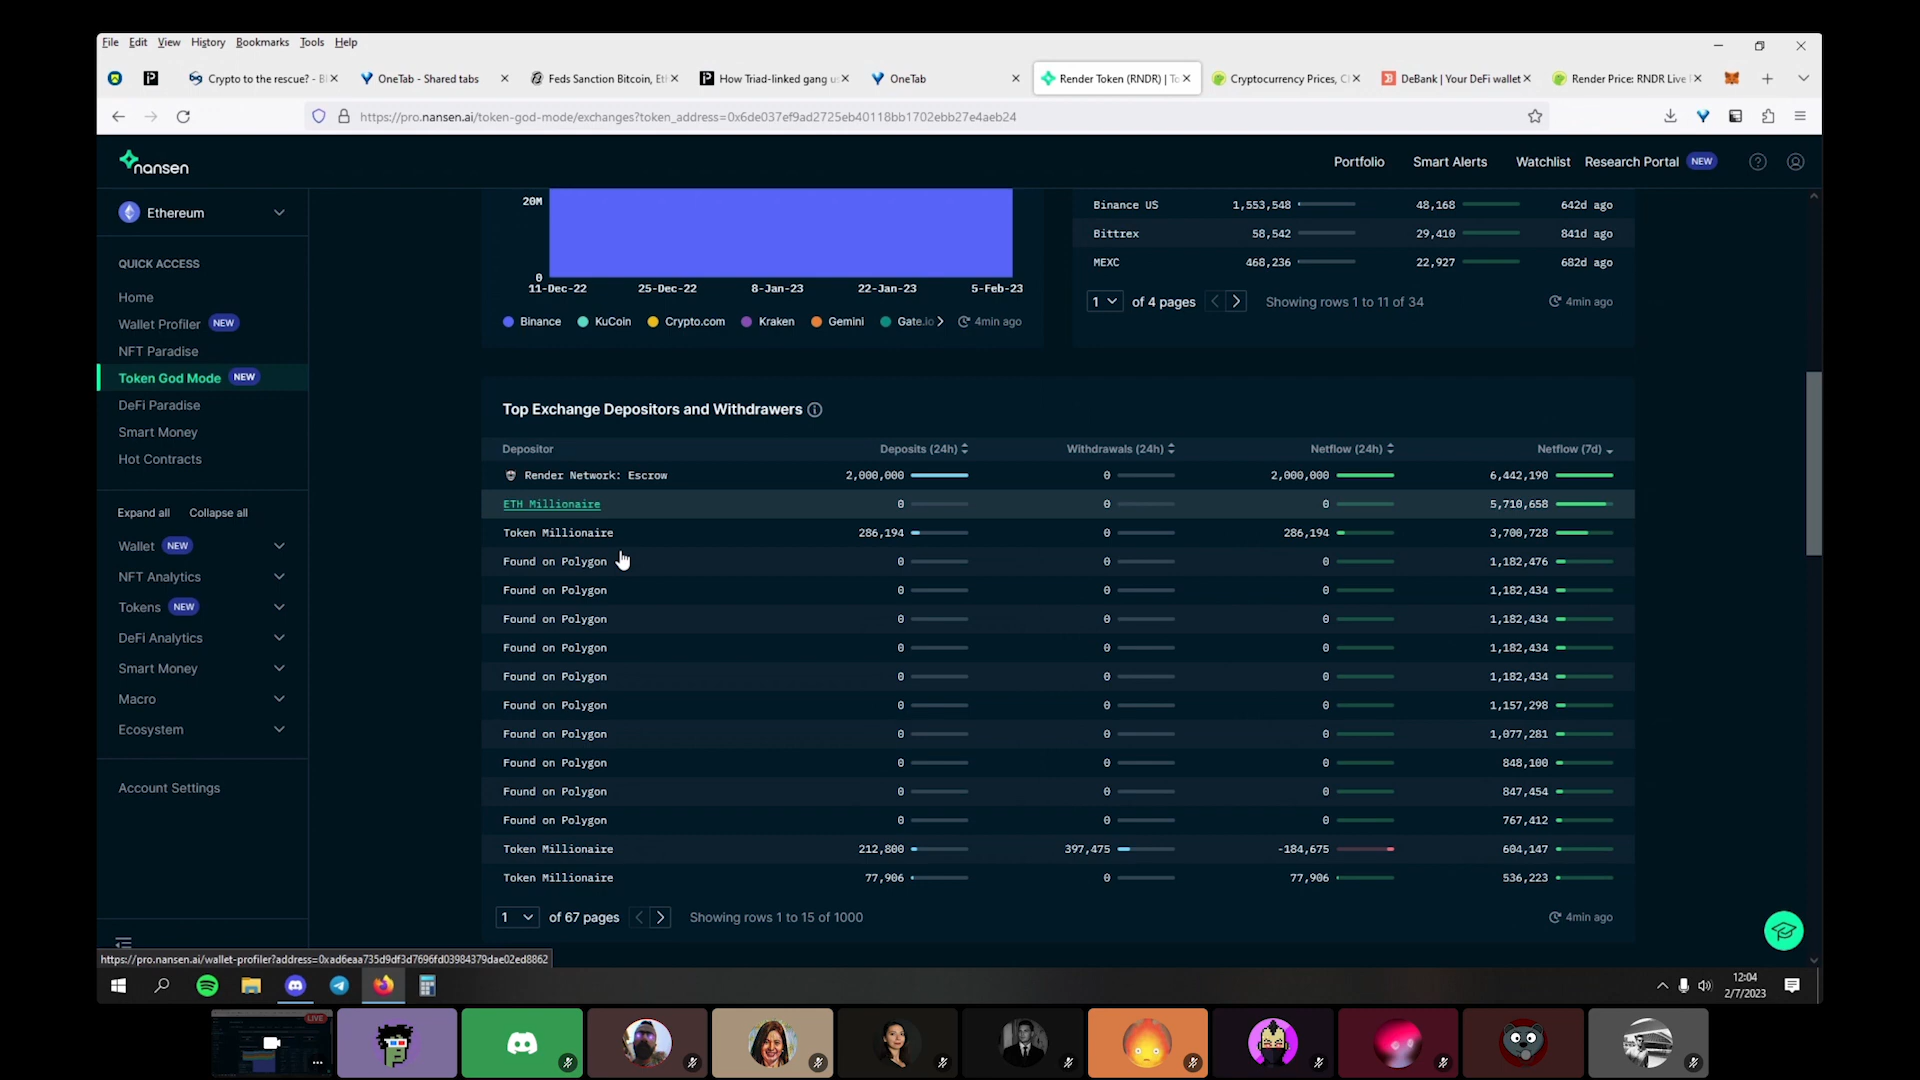 File Edit View History Bookmarks Tools Help
Crypto to the rescue? - Bl OneTab - Shared tabs Feds Sanction Bitcoin, Et How Triad-linked gang us OneTab Render Token (RNDR) | To Cryptocurrency Prices, C DeBank | Your DeFi wallet Render Price: RNDR Live
https://pro.nansen.ai/token-god-mode/exchanges?token_address=0x6de037ef9ad2725eb40118bb1702ebb27e4aeb24
nansen Portfolio Smart Alerts Watchlist Research Portal NEW
Ethereum
QUICK ACCESS
Home
Wallet Profiler NEW
NFT Paradise
Token God Mode NEW
DeFi Paradise
Smart Money
Hot Contracts
Expand all Collapse all
Wallet NEW
NFT Analytics
Tokens NEW
DeFi Analytics
Smart Money
Macro
Ecosystem
Account Settings
20M
0
11-Dec-22 25-Dec-22 8-Jan-23 22-Jan-23 5-Feb-23
Binance KuCoin Crypto.com Kraken Gemini Gate.io 4min ago
Binance US 1,553,548 48,168 642d ago
Bittrex 58,542 29,410 841d ago
MEXC 468,236 22,927 682d ago
1 of 4 pages Showing rows 1 to 11 of 34 4min ago
Top Exchange Depositors and Withdrawers
Depositor Deposits (24h) Withdrawals (24h) Netflow (24h) Netflow (7d)
Render Network: Escrow 2,000,000 0 2,000,000 6,442,190
ETH Millionaire 0 0 0 5,710,658
Token Millionaire 286,194 0 286,194 3,700,728
Found on Polygon 0 0 0 1,182,476
Found on Polygon 0 0 0 1,182,434
Found on Polygon 0 0 0 1,182,434
Found on Polygon 0 0 0 1,182,434
Found on Polygon 0 0 0 1,182,434
Found on Polygon 0 0 0 1,157,298
Found on Polygon 0 0 0 1,077,281
Found on Polygon 0 0 0 848,100
Found on Polygon 0 0 0 847,454
Found on Polygon 0 0 0 767,412
Token Millionaire 212,800 397,475 -184,675 604,147
Token Millionaire 77,906 0 77,906 536,223
1 of 67 pages Showing rows 1 to 15 of 1000 4min ago
https://pro.nansen.ai/wallet-profiler?address=0xad6eaa735d9df3d7696fd03984379dae02ed8862
12:04
2/7/2023
LIVE